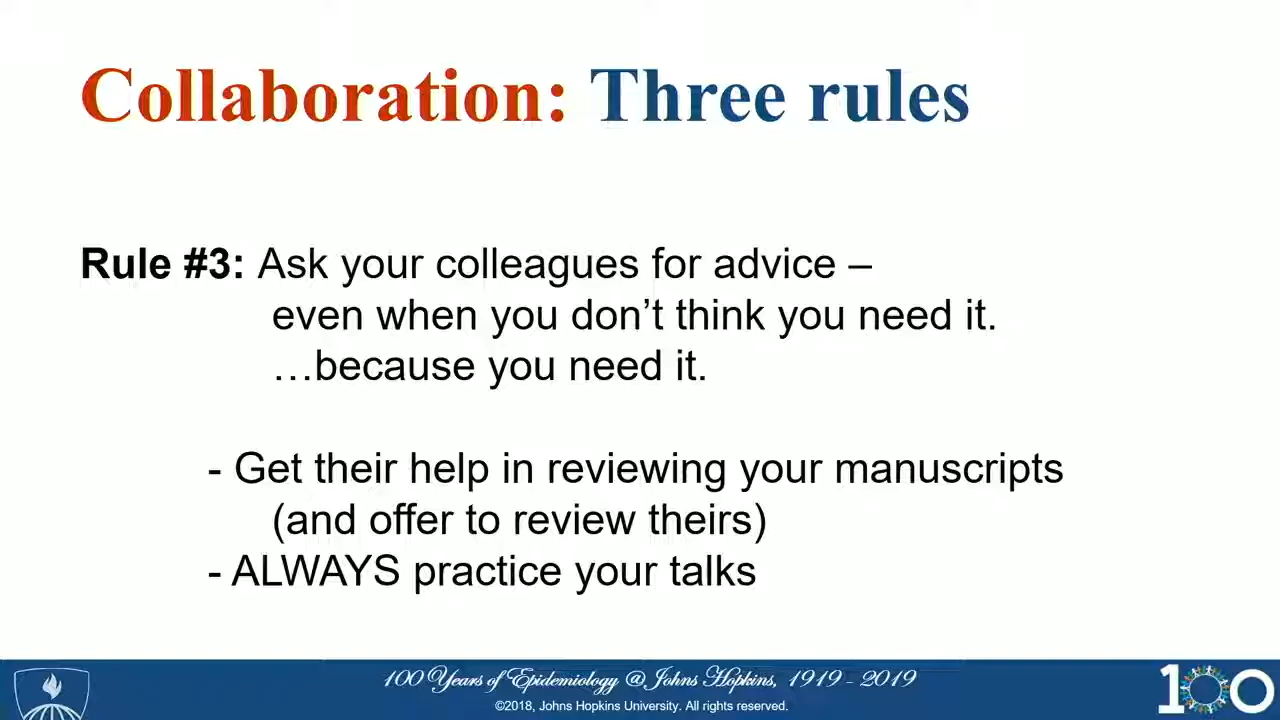 Collaboration: Three rules
Rule #3: Ask your colleagues for advice –
even when you don’t think you need it.
…because you need it.
- Get their help in reviewing your manuscripts
(and offer to review theirs)
- ALWAYS practice your talks
100 Years of Epidemiology @ Johns Hopkins, 1919 - 2019
©2018, Johns Hopkins University. All rights reserved.
100